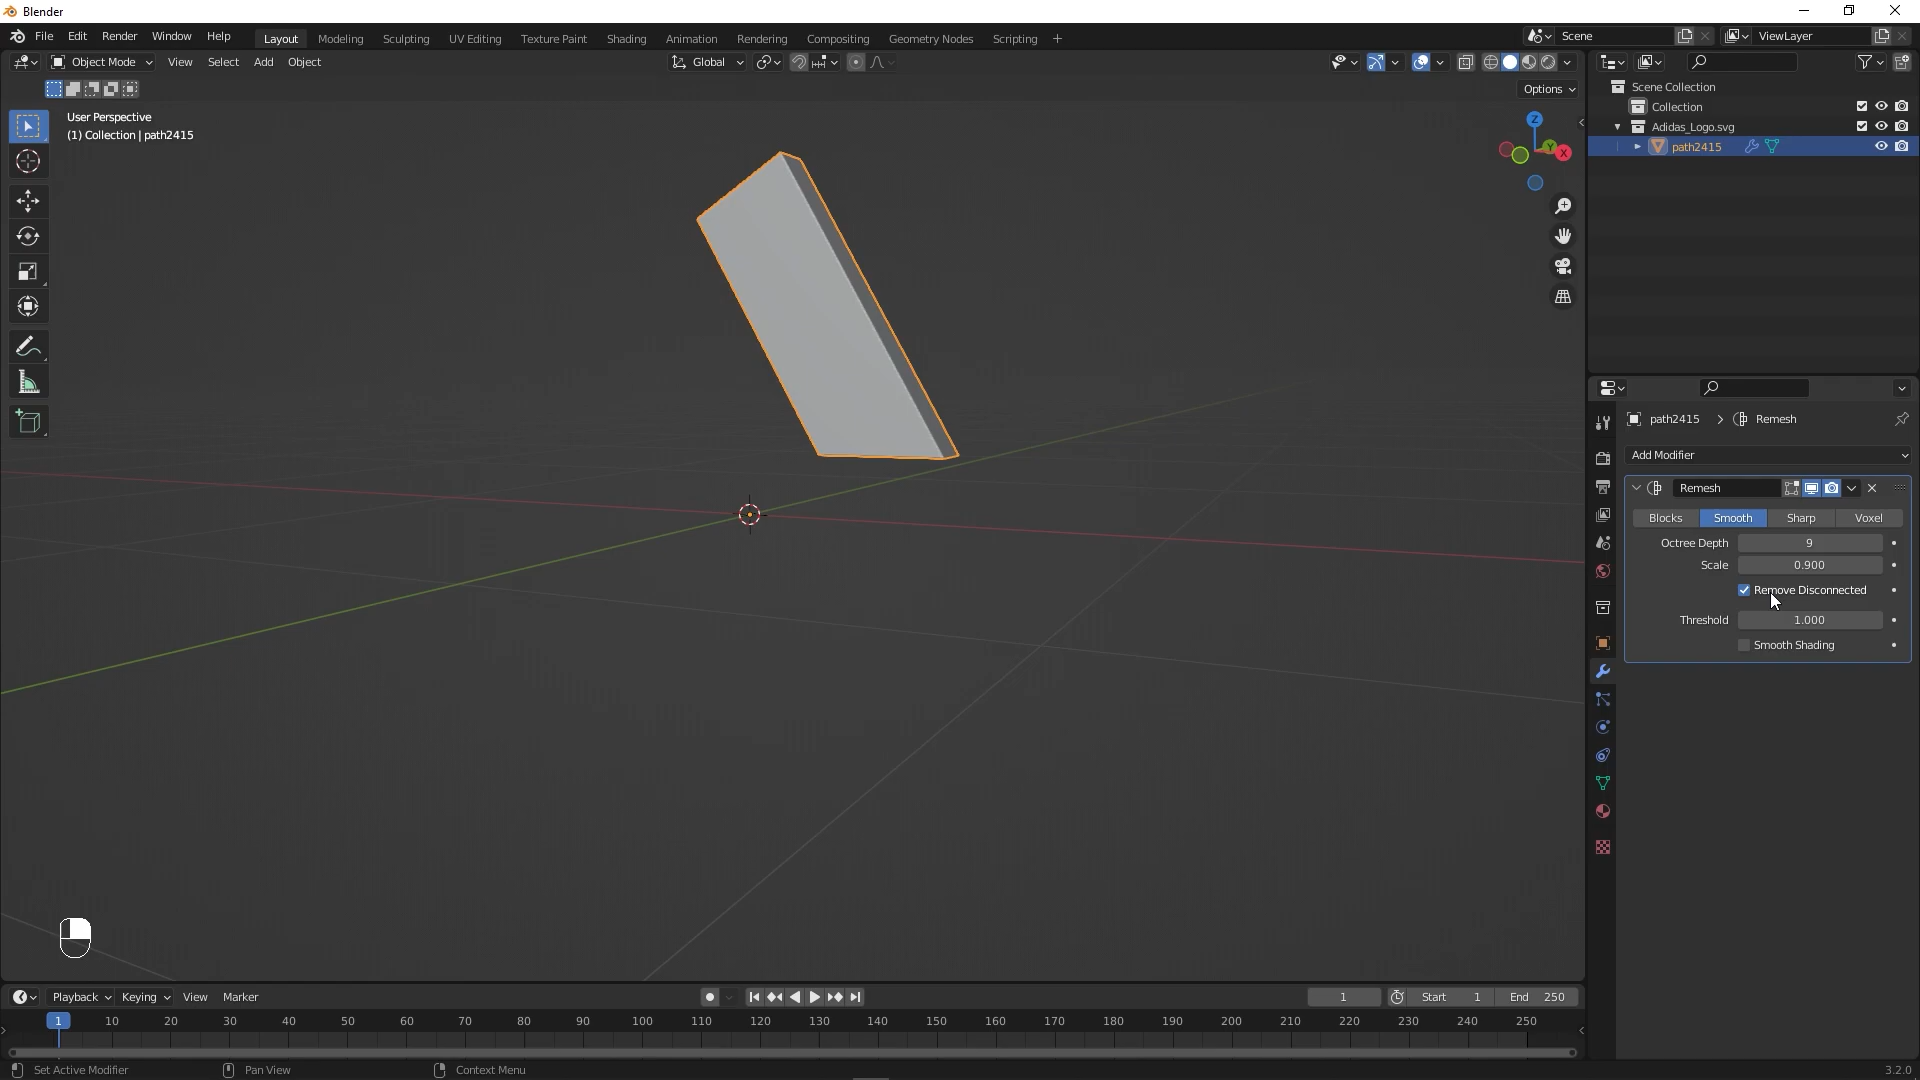 Blender
File Edit Render Window Help Layout Modeling Sculpting UV Editing Texture Paint Shading Animation Rendering Compositing Geometry Nodes Scripting + Scene ViewLayer
Object Mode View Select Add Object Global
Options
User Perspective
(1) Collection | path2415
Z
Y
X
Scene Collection
Collection
Adidas_Logo.svg
path2415
path2415 > Remesh
Add Modifier
Remesh
Blocks Smooth Sharp Voxel
Octree Depth 9
Scale 0.900
Remove Disconnected
Threshold 1.000
Smooth Shading
Playback Keying View Marker 1 Start 1 End 250
1 10 20 30 40 50 60 70 80 90 100 110 120 130 140 150 160 170 180 190 200 210 220 230 240 250
Set Active Modifier Pan View Context Menu 3.2.0